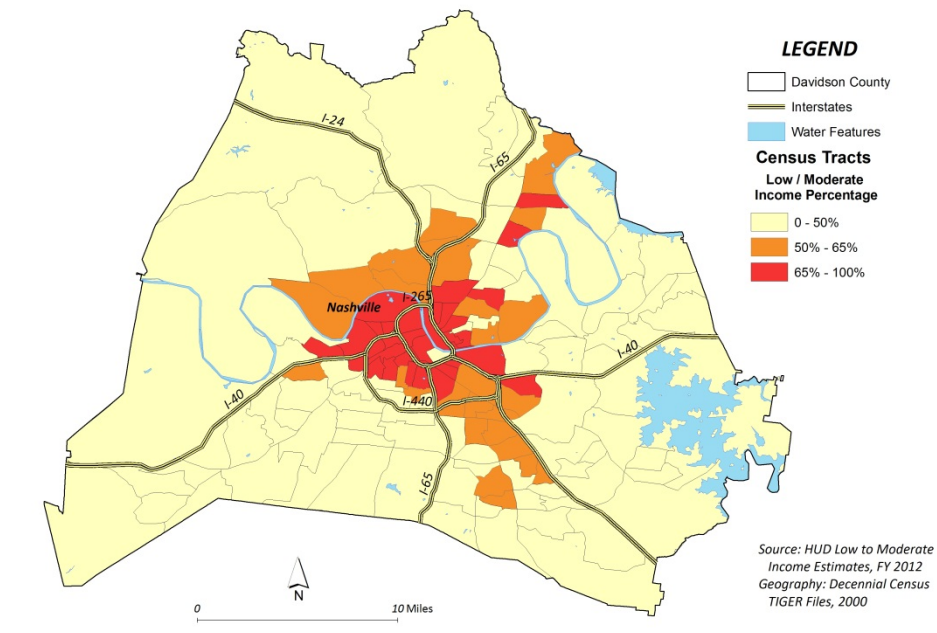 LEGEND
Davidson County
Interstates
Water Features
Census Tracts
Low / Moderate
Income Percentage
0 - 50%
50% - 65%
65% - 100%
I-24
I-65
I-265
Nashville
I-40
I-40
I-440
I-65
N
0 10 Miles
Source: HUD Low to Moderate
Income Estimates, FY 2012
Geography: Decennial Census
TIGER Files, 2000